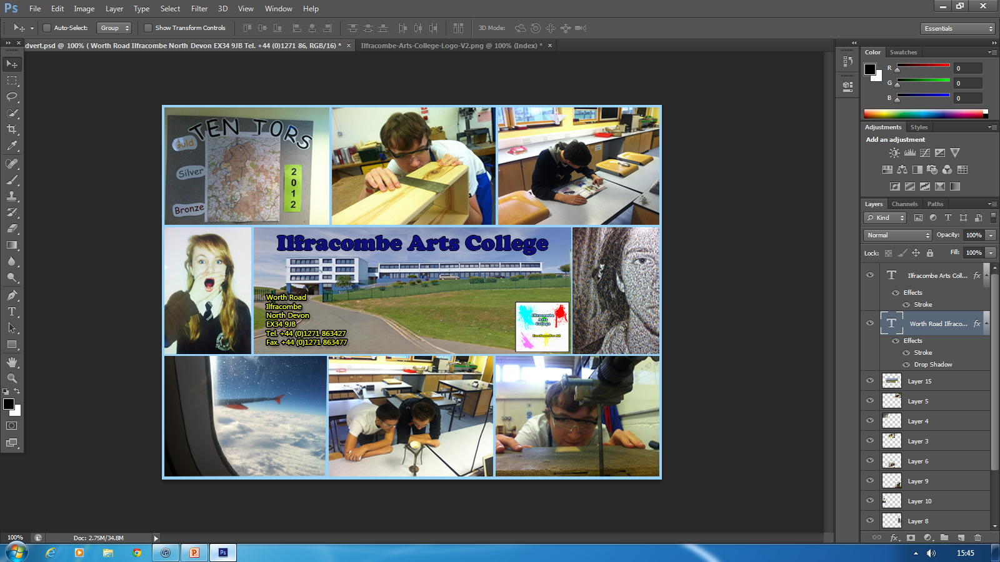 Ps File Edit Image Layer Type Select Filter 3D View Window Help
Auto-Select: Group Show Transform Controls 3D Mode: Essentials
dvert.psd @ 100% ( Worth Road Ilfracombe North Devon EX34 9JB Tel. +44 (0)1271 86, RGB/16) * Ilfracombe-Arts-College-Logo-V2.png @ 100% (Index) *
TEN TORS
Gold
Silver
Bronze
2
0
1
2
Ilfracombe Arts College
Worth Road
Ilfracombe
North Devon
EX34 9JB
Tel. +44 (0)1271 863427
Fax. +44 (0)1271 863477
Ilfracombe
Arts
College
Excellence For All
Color Swatches
R 0
G 0
B 0
Adjustments Styles
Add an adjustment
Layers Channels Paths
Kind
Normal Opacity: 100%
Lock: Fill: 100%
T Ilfracombe Arts Coll... fx
Effects
Stroke
T Worth Road Ilfraco... fx
Effects
Stroke
Drop Shadow
Layer 15
Layer 5
Layer 4
Layer 3
Layer 6
Layer 9
Layer 10
Layer 8
100% Doc: 2.75M/34.8M
15:45